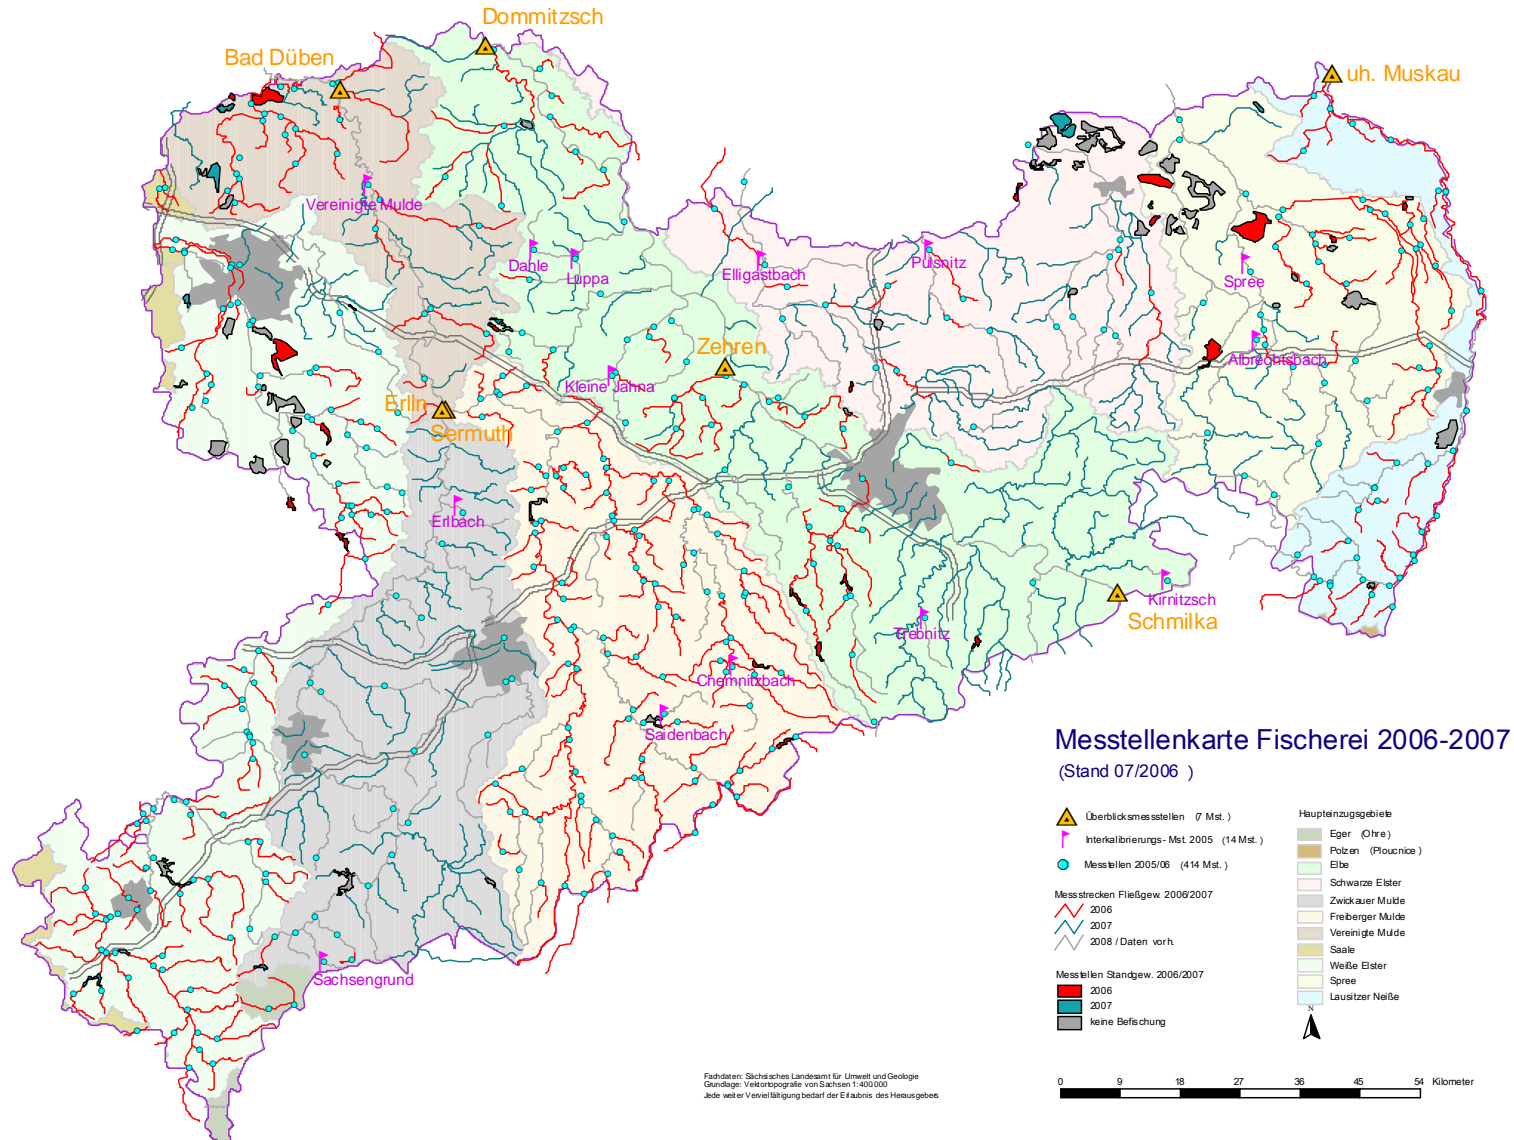 Dommitzsch
Bad Düben
uh. Muskau
Vereinigte Mulde
Dahle
Luppa
Elligastbach
Pulsnitz
Spree
Zehren
Albrechtsbach
Kleine Jahna
Erlln
Sermuth
Erlbach
Kirnitzsch
Schmilka
Trebnitz
Chemnitzbach
Saidenbach
Sachsengrund
Messtellenkarte Fischerei 2006-2007
(Stand 07/2006 )
Überblicksmessstellen (7 Mst. )
Interkalibrierungs- Mst. 2005 (14 Mst. )
Messtellen 2005/06 (414 Mst. )
Messstrecken Fließgew. 2006/2007
2006
2007
2008 / Daten vorh.
Messtellen Standgew. 2006/2007
2006
2007
keine Befischung
Haupteinzugsgebiete
Eger (Ohre )
Polzen (Ploucnice )
Elbe
Schwarze Elster
Zwickauer Mulde
Freiberger Mulde
Vereinigte Mulde
Saale
Weiße Elster
Spree
Lausitzer Neiße
N
0 9 18 27 36 45 54 Kilometer
Fachdaten: Sächsisches Landesamt für Umwelt und Geologie
Grundlage: Vektortopografie von Sachsen 1:400000
Jede weiter Vervielfältigung bedarf der Erlaubnis des Herausgebers